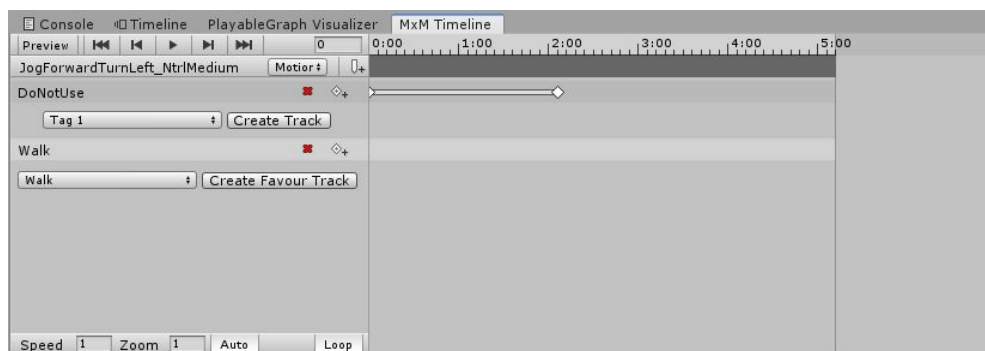 Console Timeline PlayableGraph Visualizer MxM Timeline
Preview 0 0:00 1:00 2:00 3:00 4:00 5:00
JogForwardTurnLeft_NtrlMedium Motior
DoNotUse
Tag 1 Create Track
Walk
Walk Create Favour Track
Speed 1 Zoom 1 Auto Loop